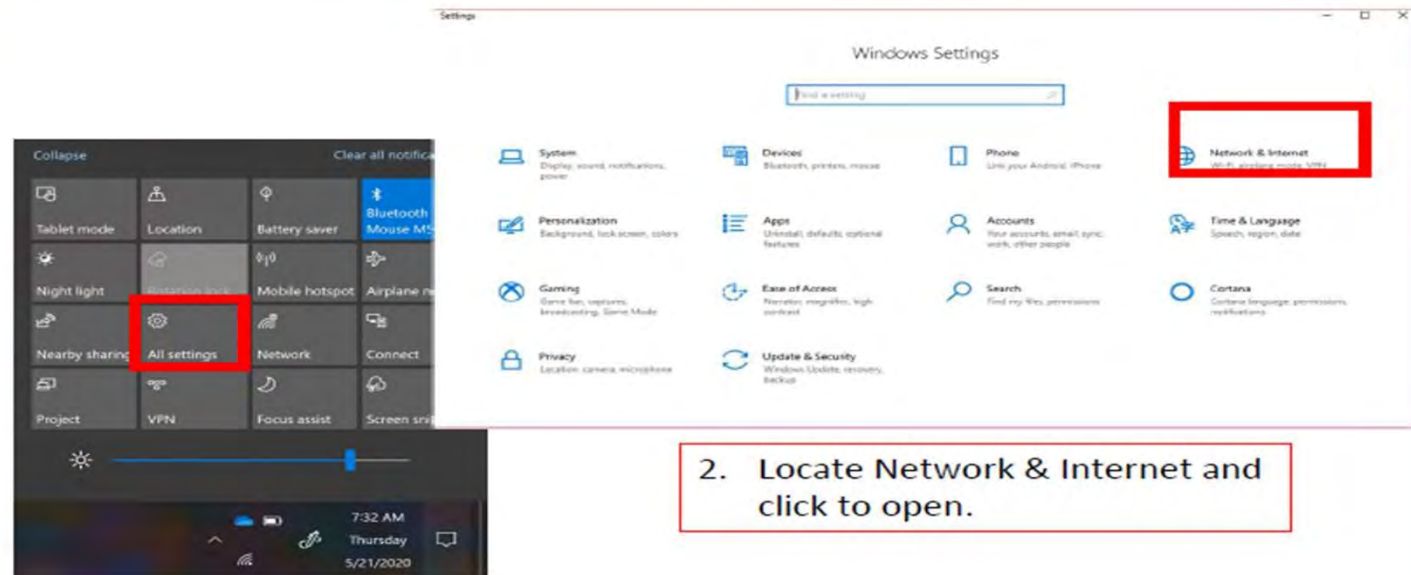 Settings
Windows Settings
Find a setting
Collapse
Clear all notifica
System
Display, sound, notifications,
power
Devices
Bluetooth, printers, mouse
Phone
Link your Android, iPhone
Network & Internet
Wi-Fi, airplane mode, VPN
Personalization
Background, lock screen, colors
Apps
Uninstall, defaults, optional
features
Accounts
Your accounts, email, sync,
work, other people
Time & Language
Speech, region, date
Gaming
Game bar, captures,
broadcasting, Game Mode
Ease of Access
Narrator, magnifier, high
contrast
Search
Find my files, permissions
Cortana
Cortana language, permissions,
notifications
Privacy
Location, camera, microphone
Update & Security
Windows Update, recovery,
backup
Tablet mode
Location
Battery saver
Bluetooth
Mouse M5
Night light
Rotation lock
Mobile hotspot
Airplane m
Nearby sharing
All settings
Network
Connect
Project
VPN
Focus assist
Screen snip
7:32 AM
Thursday
5/21/2020
2. Locate Network & Internet and
click to open.